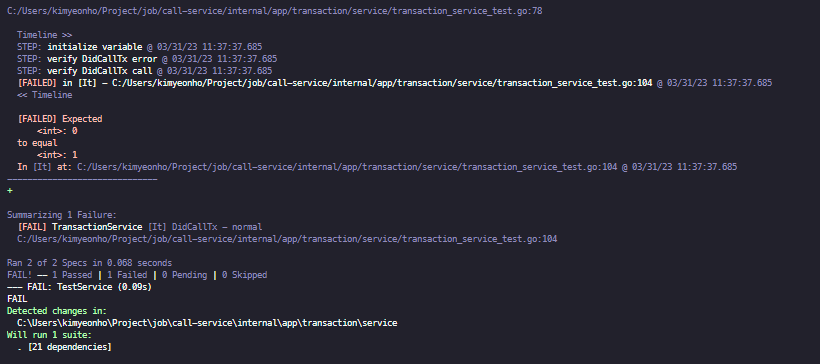 C:/Users/kimyeonho/Project/job/call-service/internal/app/transaction/service/transaction_service_test.go:78
Timeline >>
STEP: initialize variable @ 03/31/23 11:37:37.685
STEP: verify DidCallTx error @ 03/31/23 11:37:37.685
STEP: verify DidCallTx call @ 03/31/23 11:37:37.685
[FAILED] in [It] - C:/Users/kimyeonho/Project/job/call-service/internal/app/transaction/service/transaction_service_test.go:104 @ 03/31/23 11:37:37.685
<< Timeline
[FAILED] Expected
<int>: 0
to equal
<int>: 1
In [It] at: C:/Users/kimyeonho/Project/job/call-service/internal/app/transaction/service/transaction_service_test.go:104 @ 03/31/23 11:37:37.685
------------------------------
+
Summarizing 1 Failure:
[FAIL] TransactionService [It] DidCallTx - normal
C:/Users/kimyeonho/Project/job/call-service/internal/app/transaction/service/transaction_service_test.go:104
Ran 2 of 2 Specs in 0.068 seconds
FAIL! -- 1 Passed | 1 Failed | 0 Pending | 0 Skipped
--- FAIL: TestService (0.09s)
FAIL
Detected changes in:
C:\Users\kimyeonho\Project\job\call-service\internal\app\transaction\service
Will run 1 suite:
. [21 dependencies]